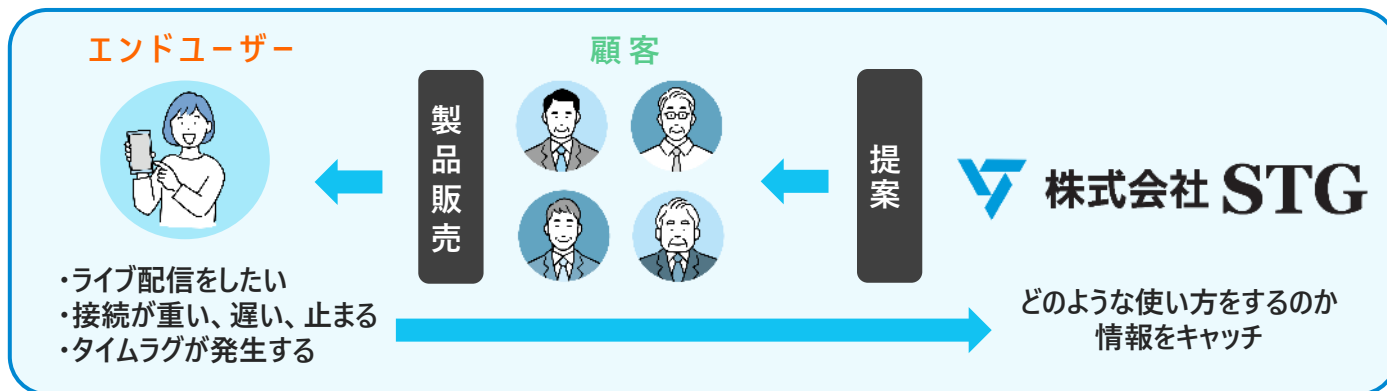 エンドユーザー
顧客
製品販売
提案
株式会社 STG
・ライブ配信をしたい
・接続が重い、遅い、止まる
・タイムラグが発生する
どのような使い方をするのか
情報をキャッチ